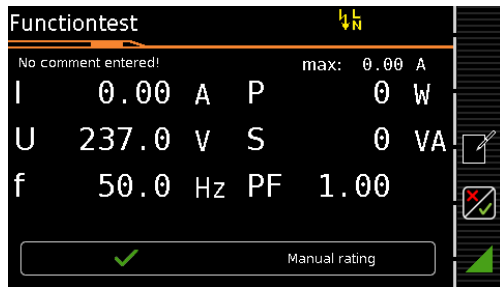 Functiontest
L
N
No comment entered!
max: 0.00 A
I 0.00 A P 0 W
U 237.0 V S 0 VA
f 50.0 Hz PF 1.00
Manual rating